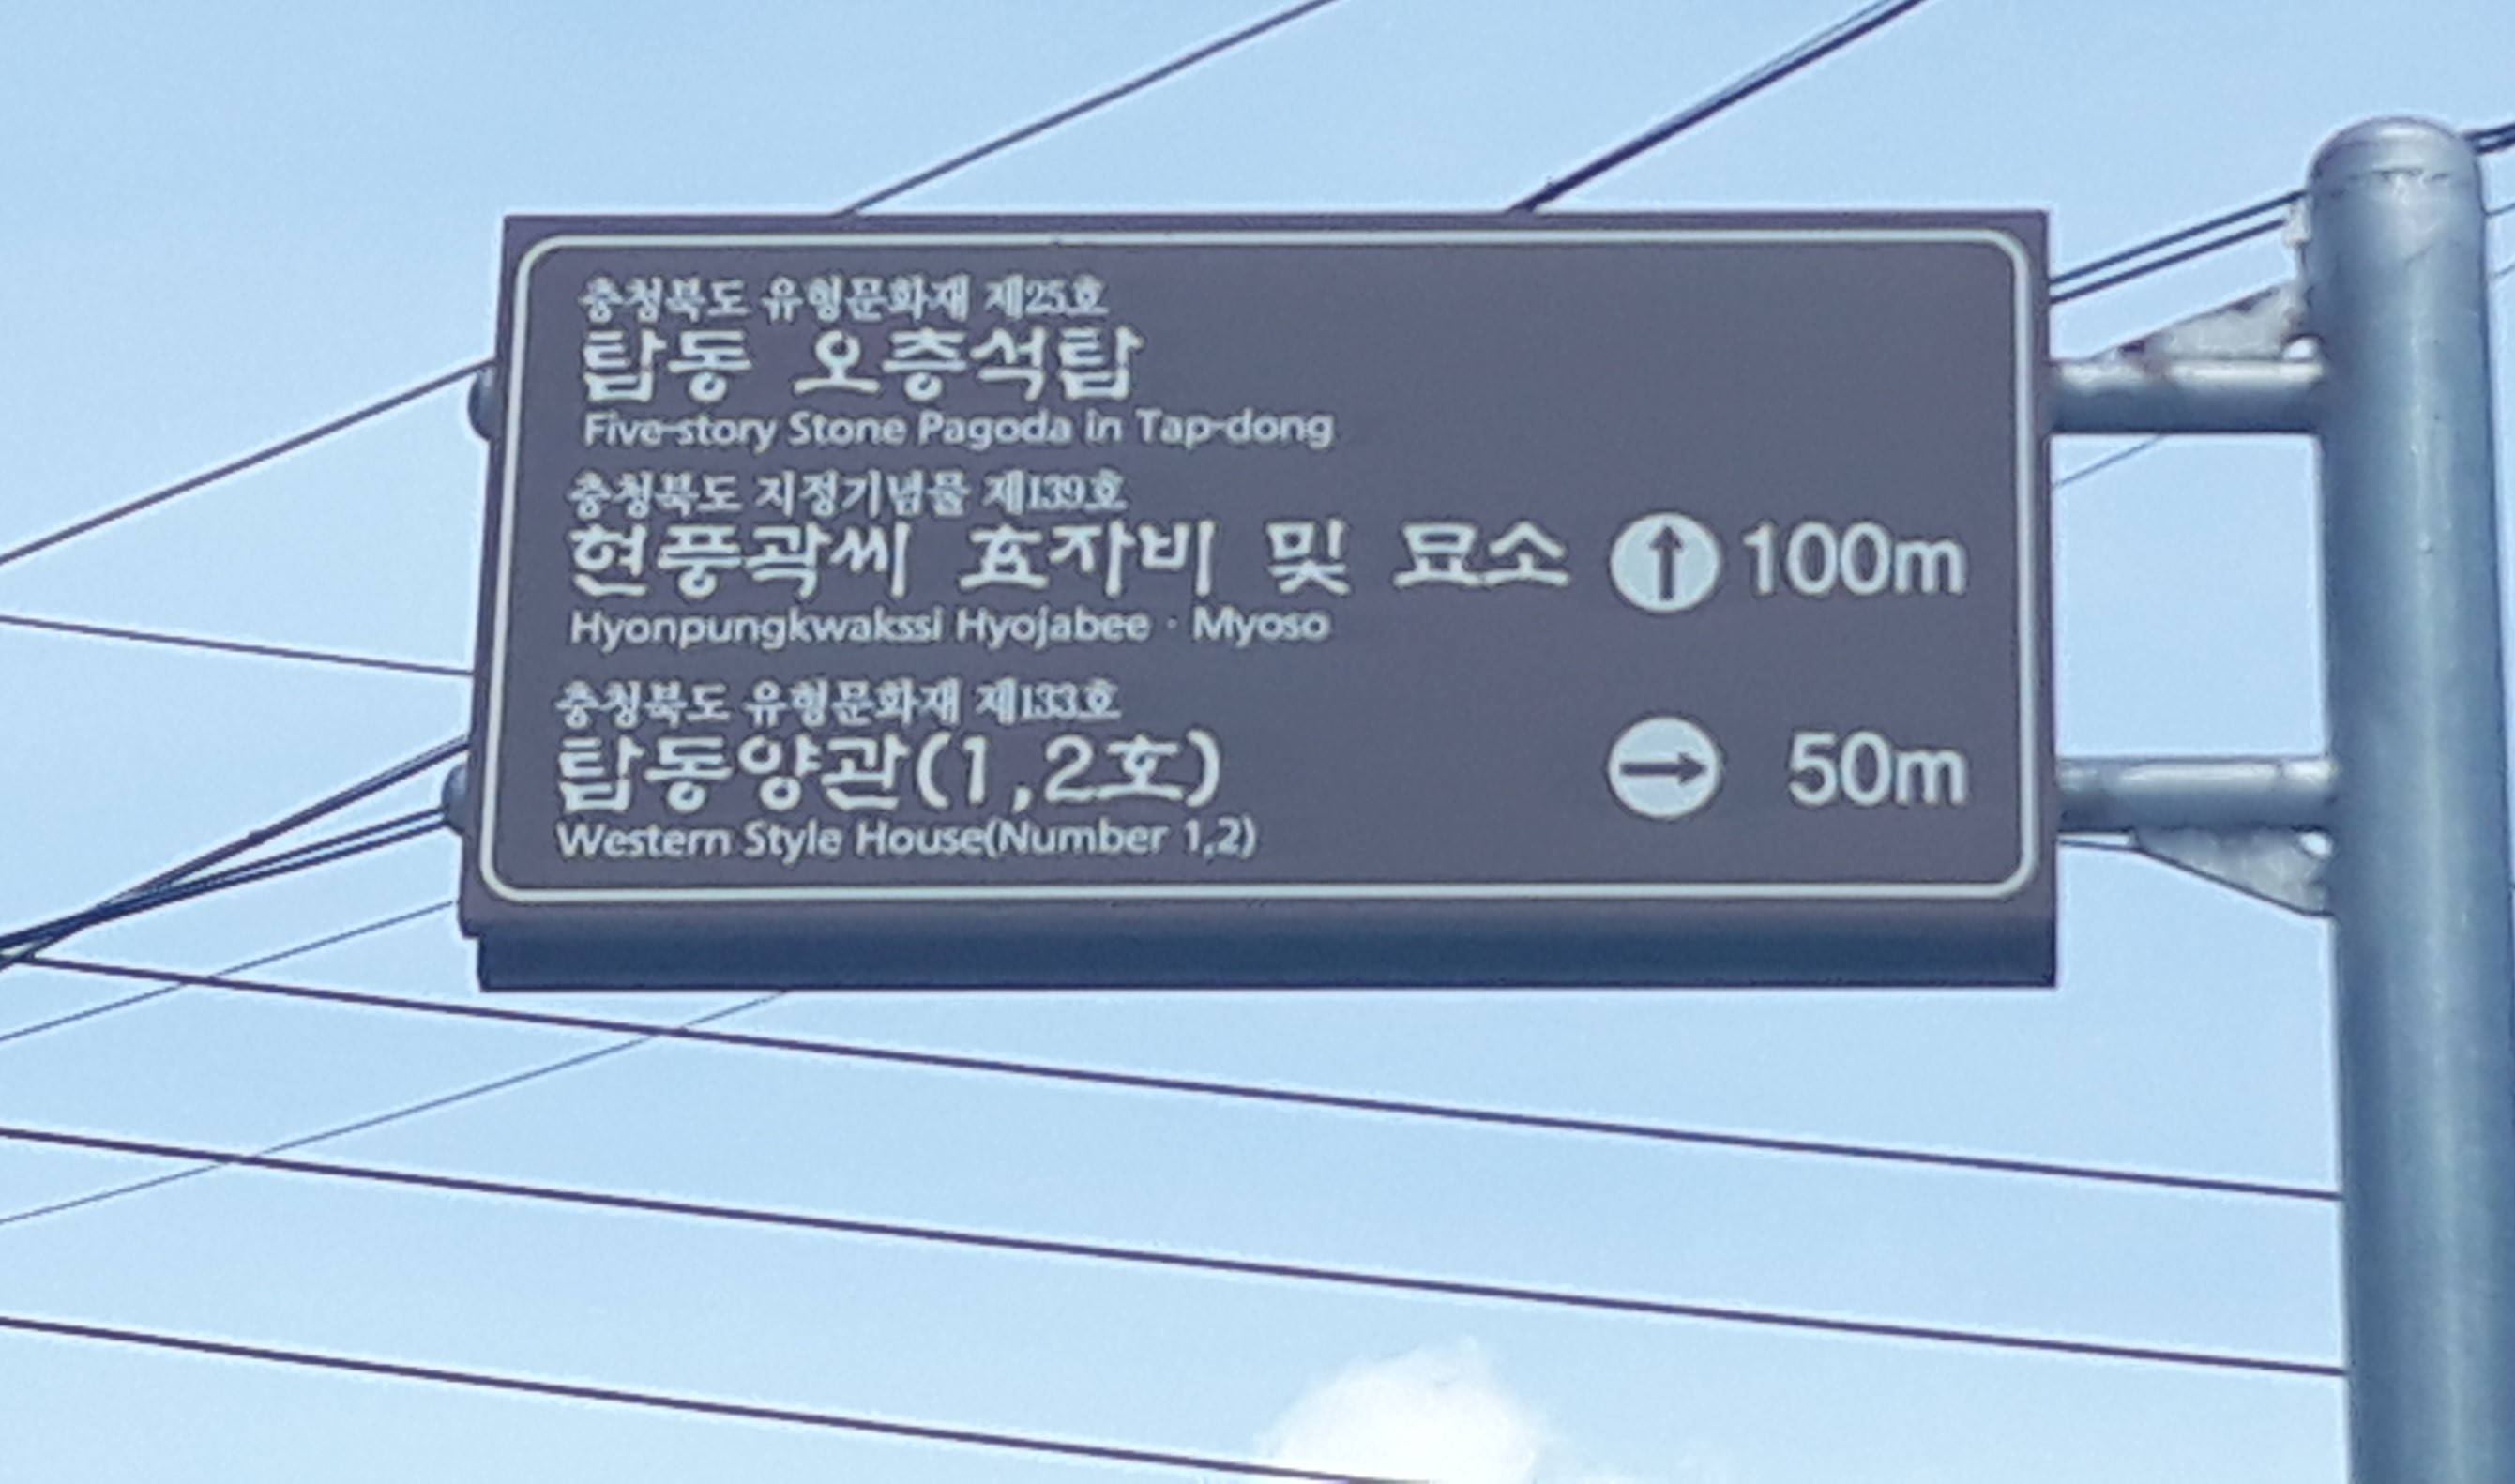 충청북도 유형문화재 제25호
탑동 오층석탑
Five-story Stone Pagoda in Tap-dong
충청북도 지정기념물 제139호
현풍곽씨 효자비 및 묘소 ↑ 100m
Hyonpungkwakssi Hyojabee · Myoso
충청북도 유형문화재 제133호
탑동양관(1,2호) → 50m
Western Style House(Number 1,2)